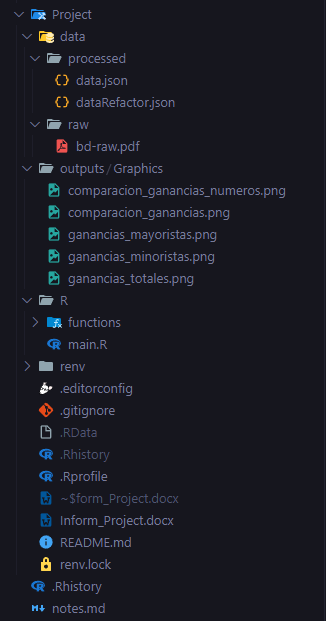 Project
data
processed
data.json
dataRefactor.json
raw
bd-raw.pdf
outputs/Graphics
comparacion_ganancias_numeros.png
comparacion_ganancias.png
ganancias_mayoristas.png
ganancias_minoristas.png
ganancias_totales.png
R
functions
main.R
renv
.editorconfig
.gitignore
.RData
.Rhistory
.Rprofile
~$form_Project.docx
Inform_Project.docx
README.md
renv.lock
.Rhistory
notes.md